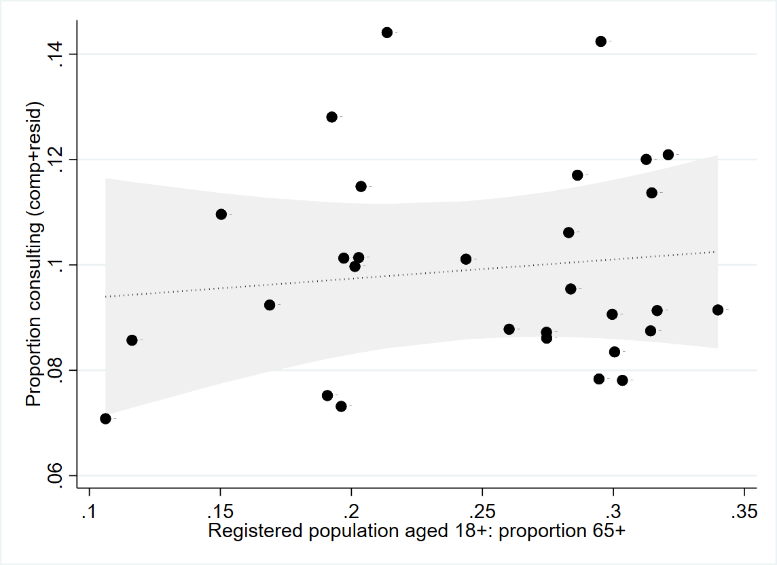 Proportion consulting (comp+resid)
.14
.12
.1
.08
.06
.1 .15 .2 .25 .3 .35
Registered population aged 18+: proportion 65+